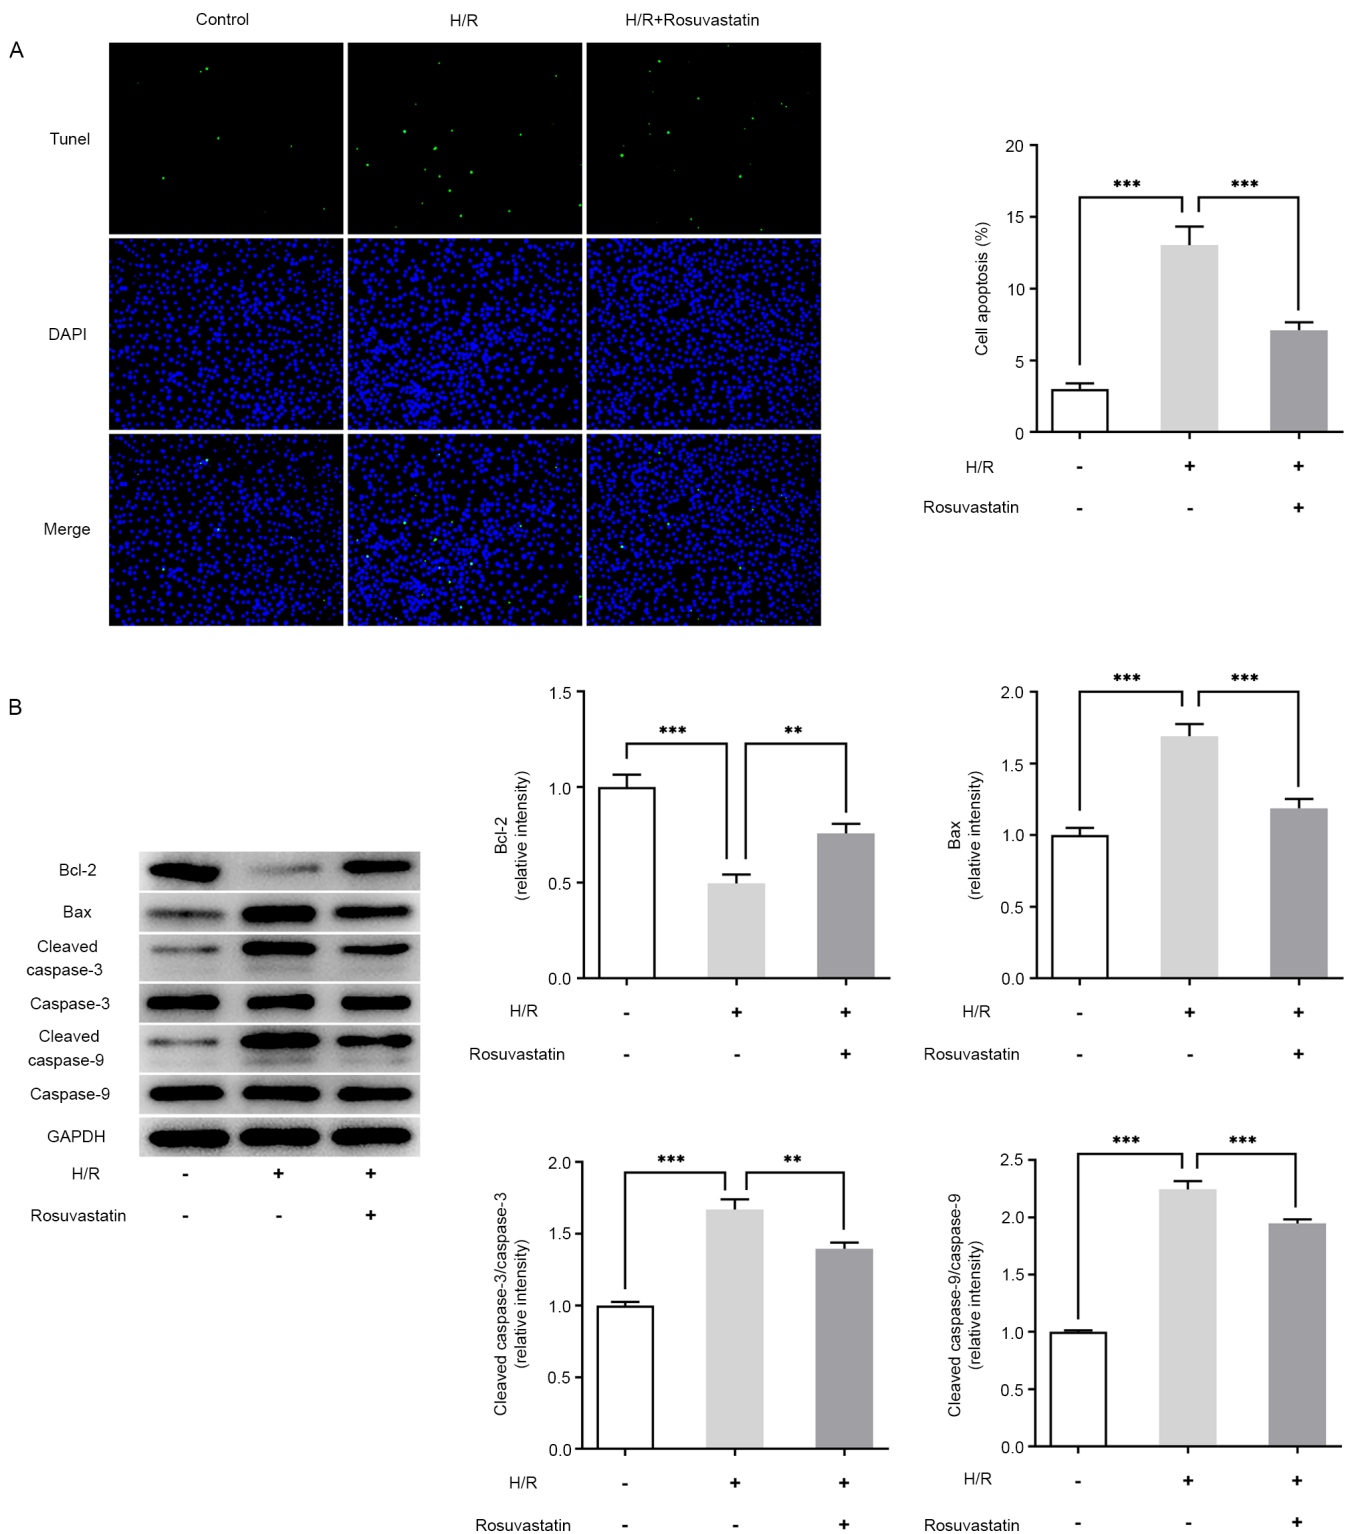 Control H/R H/R+Rosuvastatin
A
Tunel
DAPI
Merge
20
15
10
5
0
Cell apoptosis (%)
*** ***
H/R - + +
Rosuvastatin - - +
B
Bcl-2
Bax
Cleaved
caspase-3
Caspase-3
Cleaved
caspase-9
Caspase-9
GAPDH
H/R - + +
Rosuvastatin - - +
1.5
1.0
0.5
0.0
Bcl-2
(relative intensity)
*** **
H/R - + +
Rosuvastatin - - +
2.0
1.5
1.0
0.5
0.0
Bax
(relative intensity)
*** ***
H/R - + +
Rosuvastatin - - +
2.0
1.5
1.0
0.5
0.0
Cleaved caspase-3/caspase-3
(relative intensity)
*** **
H/R - + +
Rosuvastatin - - +
2.5
2.0
1.5
1.0
0.5
0.0
Cleaved caspase-9/caspase-9
(relative intensity)
*** ***
H/R - + +
Rosuvastatin - - +